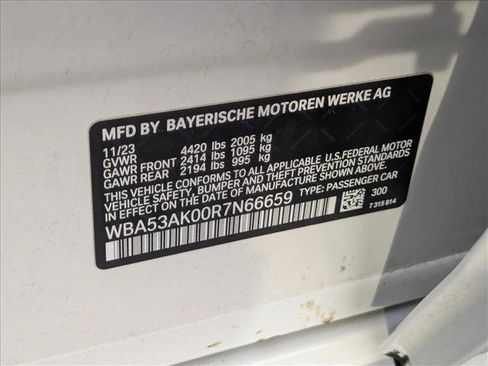 MFD BY BAYERISCHE MOTOREN WERKE AG
11/23
GVWR 4420 lbs 2005 kg
GAWR FRONT 2414 lbs 1095 kg
GAWR REAR 2194 lbs 995 kg
THIS VEHICLE CONFORMS TO ALL APPLICABLE U.S.FEDERAL MOTOR
VEHICLE SAFETY, BUMPER AND THEFT PREVENTION STANDARDS
IN EFFECT ON THE DATE OF MANUFACTURE SHOWN ABOVE.
WBA53AK00R7N66659 TYPE: PASSENGER CAR
300
7 315 814